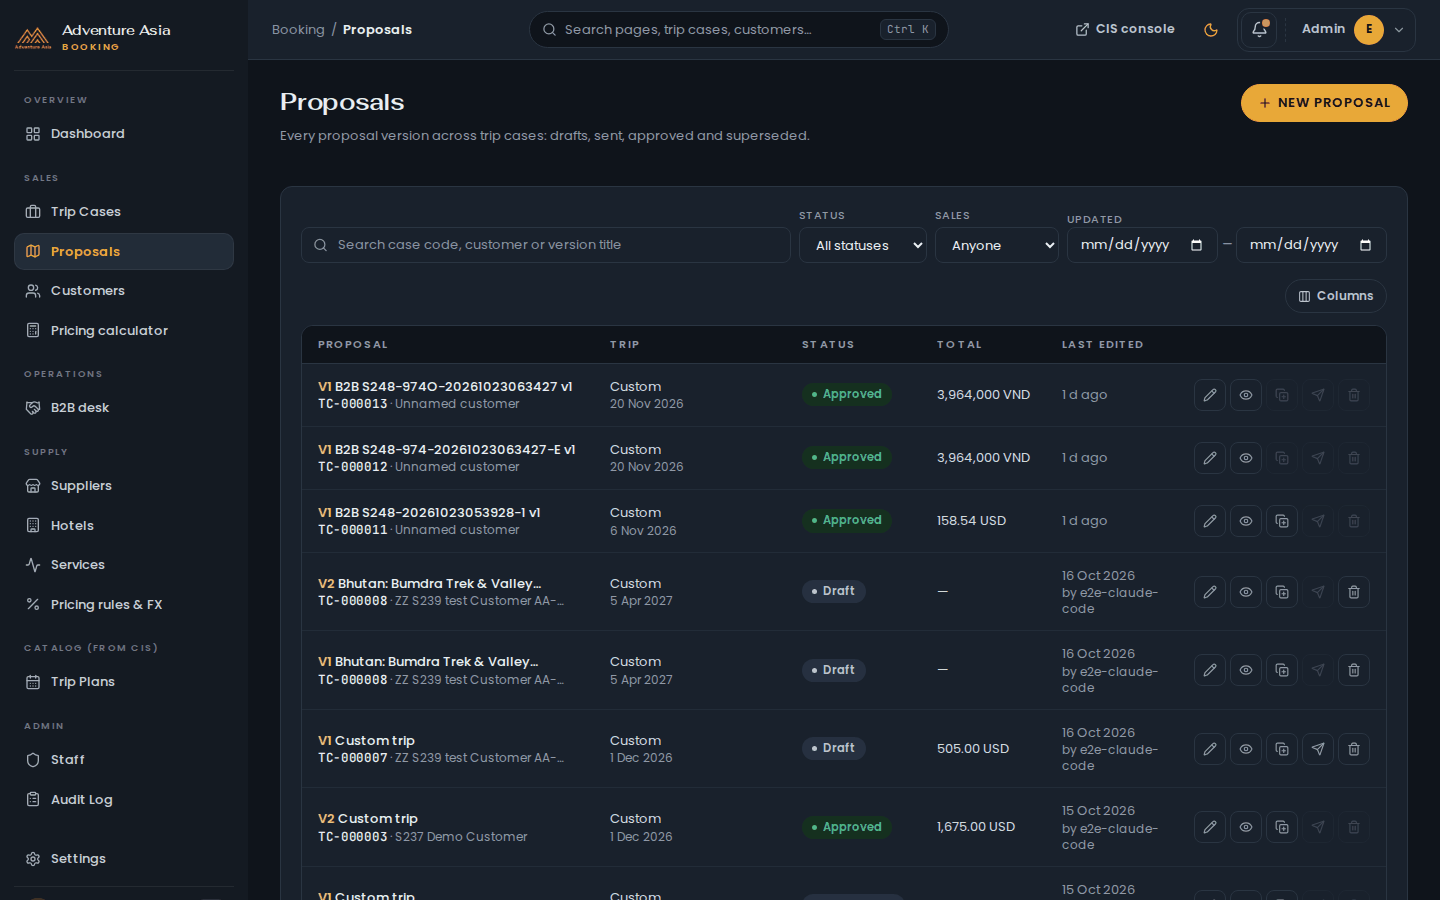 Adventure Asia
BOOKING
Adventure Asia
OVERVIEW
Dashboard
SALES
Trip Cases
Proposals
Customers
Pricing calculator
OPERATIONS
B2B desk
SUPPLY
Suppliers
Hotels
Services
Pricing rules & FX
CATALOG (FROM CIS)
Trip Plans
ADMIN
Staff
Audit Log
Settings
Booking / Proposals
Search pages, trip cases, customers…
Ctrl K
CIS console
Admin
E
Proposals
Every proposal version across trip cases: drafts, sent, approved and superseded.
+ NEW PROPOSAL
STATUS
SALES
UPDATED
Search case code, customer or version title
All statuses
Anyone
mm/dd/yyyy – mm/dd/yyyy
Columns
PROPOSAL TRIP STATUS TOTAL LAST EDITED
V1 B2B S248-974O-20261023063427 v1
TC-000013 · Unnamed customer
Custom
20 Nov 2026
Approved
3,964,000 VND
1 d ago
V1 B2B S248-974-20261023063427-E v1
TC-000012 · Unnamed customer
Custom
20 Nov 2026
Approved
3,964,000 VND
1 d ago
V1 B2B S248-20261023053928-1 v1
TC-000011 · Unnamed customer
Custom
6 Nov 2026
Approved
158.54 USD
1 d ago
V2 Bhutan: Bumdra Trek & Valley…
TC-000008 · ZZ S239 test Customer AA-…
Custom
5 Apr 2027
Draft
—
16 Oct 2026
by e2e-claude-
code
V1 Bhutan: Bumdra Trek & Valley…
TC-000008 · ZZ S239 test Customer AA-…
Custom
5 Apr 2027
Draft
—
16 Oct 2026
by e2e-claude-
code
V1 Custom trip
TC-000007 · ZZ S239 test Customer AA-…
Custom
1 Dec 2026
Draft
505.00 USD
16 Oct 2026
by e2e-claude-
code
V2 Custom trip
TC-000003 · S237 Demo Customer
Custom
1 Dec 2026
Approved
1,675.00 USD
15 Oct 2026
by e2e-claude-
code
V1 Custom trip
Custom
15 Oct 2026